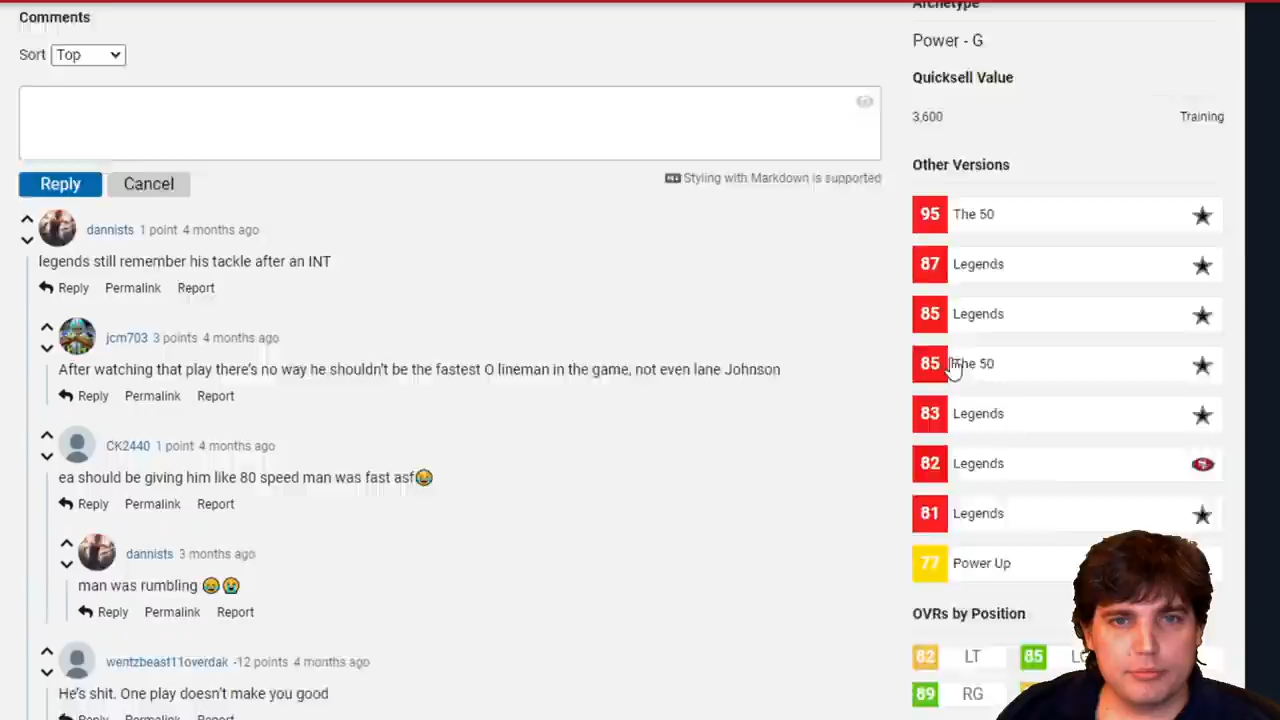 Comments
Sort Top
Reply Cancel
Styling with Markdown is supported
dannists 1 point 4 months ago
legends still remember his tackle after an INT
Reply Permalink Report
jcm703 3 points 4 months ago
After watching that play there's no way he shouldn't be the fastest O lineman in the game, not even lane Johnson
Reply Permalink Report
CK2440 1 point 4 months ago
ea should be giving him like 80 speed man was fast asf😂
Reply Permalink Report
dannists 3 months ago
man was rumbling 😂😭
Reply Permalink Report
wentzbeast11overdak -12 points 4 months ago
He's shit. One play doesn't make you good
Reply Permalink Report
Archetype
Power - G
Quicksell Value
3,600 Training
Other Versions
95 The 50
87 Legends
85 Legends
85 The 50
83 Legends
82 Legends
81 Legends
77 Power Up
OVRs by Position
82 LT 85
89 RG